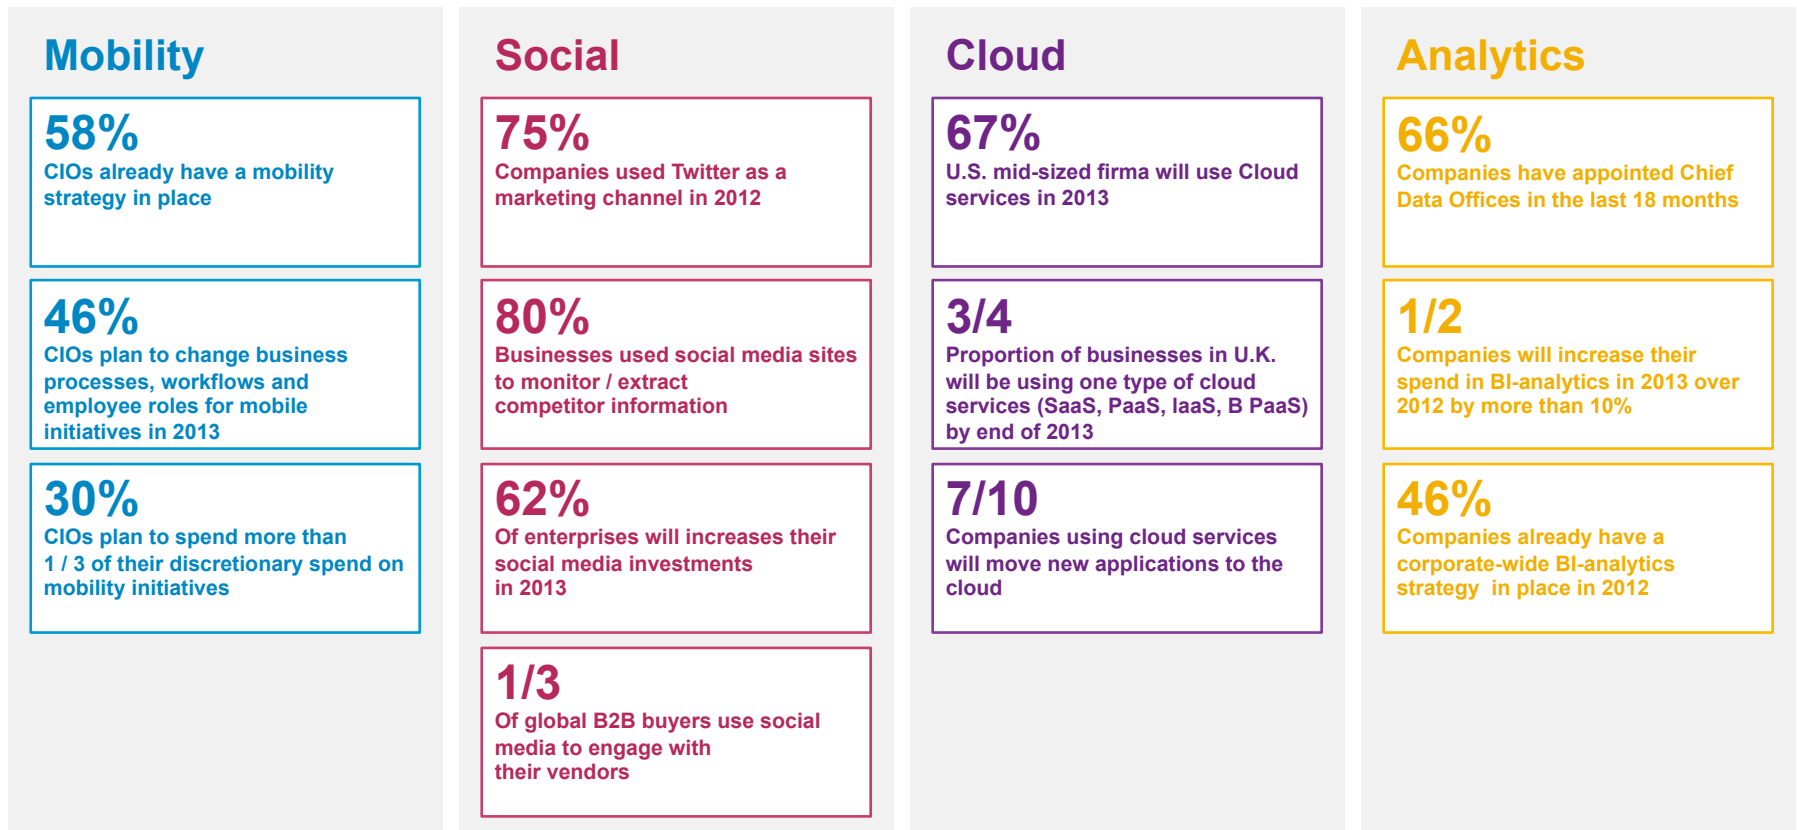 Mobility
58%
CIOs already have a mobility
strategy in place
46%
CIOs plan to change business
processes, workflows and
employee roles for mobile
initiatives in 2013
30%
CIOs plan to spend more than
1 / 3 of their discretionary spend on
mobility initiatives
Social
75%
Companies used Twitter as a
marketing channel in 2012
80%
Businesses used social media sites
to monitor / extract
competitor information
62%
Of enterprises will increases their
social media investments
in 2013
1/3
Of global B2B buyers use social
media to engage with
their vendors
Cloud
67%
U.S. mid-sized firma will use Cloud
services in 2013
3/4
Proportion of businesses in U.K.
will be using one type of cloud
services (SaaS, PaaS, IaaS, B PaaS)
by end of 2013
7/10
Companies using cloud services
will move new applications to the
cloud
Analytics
66%
Companies have appointed Chief
Data Offices in the last 18 months
1/2
Companies will increase their
spend in BI-analytics in 2013 over
2012 by more than 10%
46%
Companies already have a
corporate-wide BI-analytics
strategy  in place in 2012